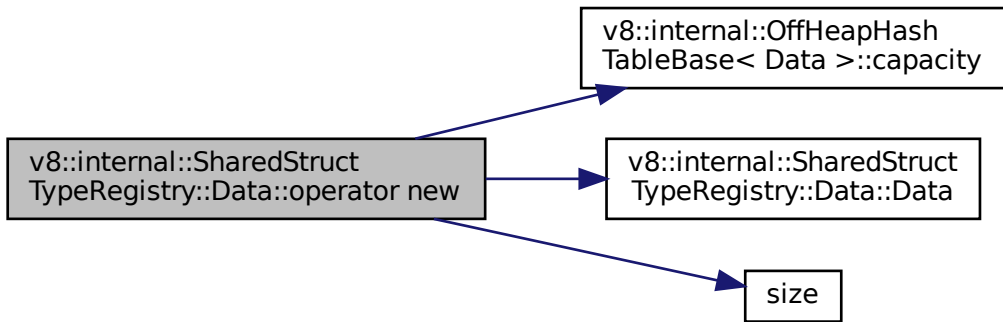 v8::internal::OffHeapHash
TableBase< Data >::capacity
v8::internal::SharedStruct
TypeRegistry::Data::operator new
v8::internal::SharedStruct
TypeRegistry::Data::Data
size